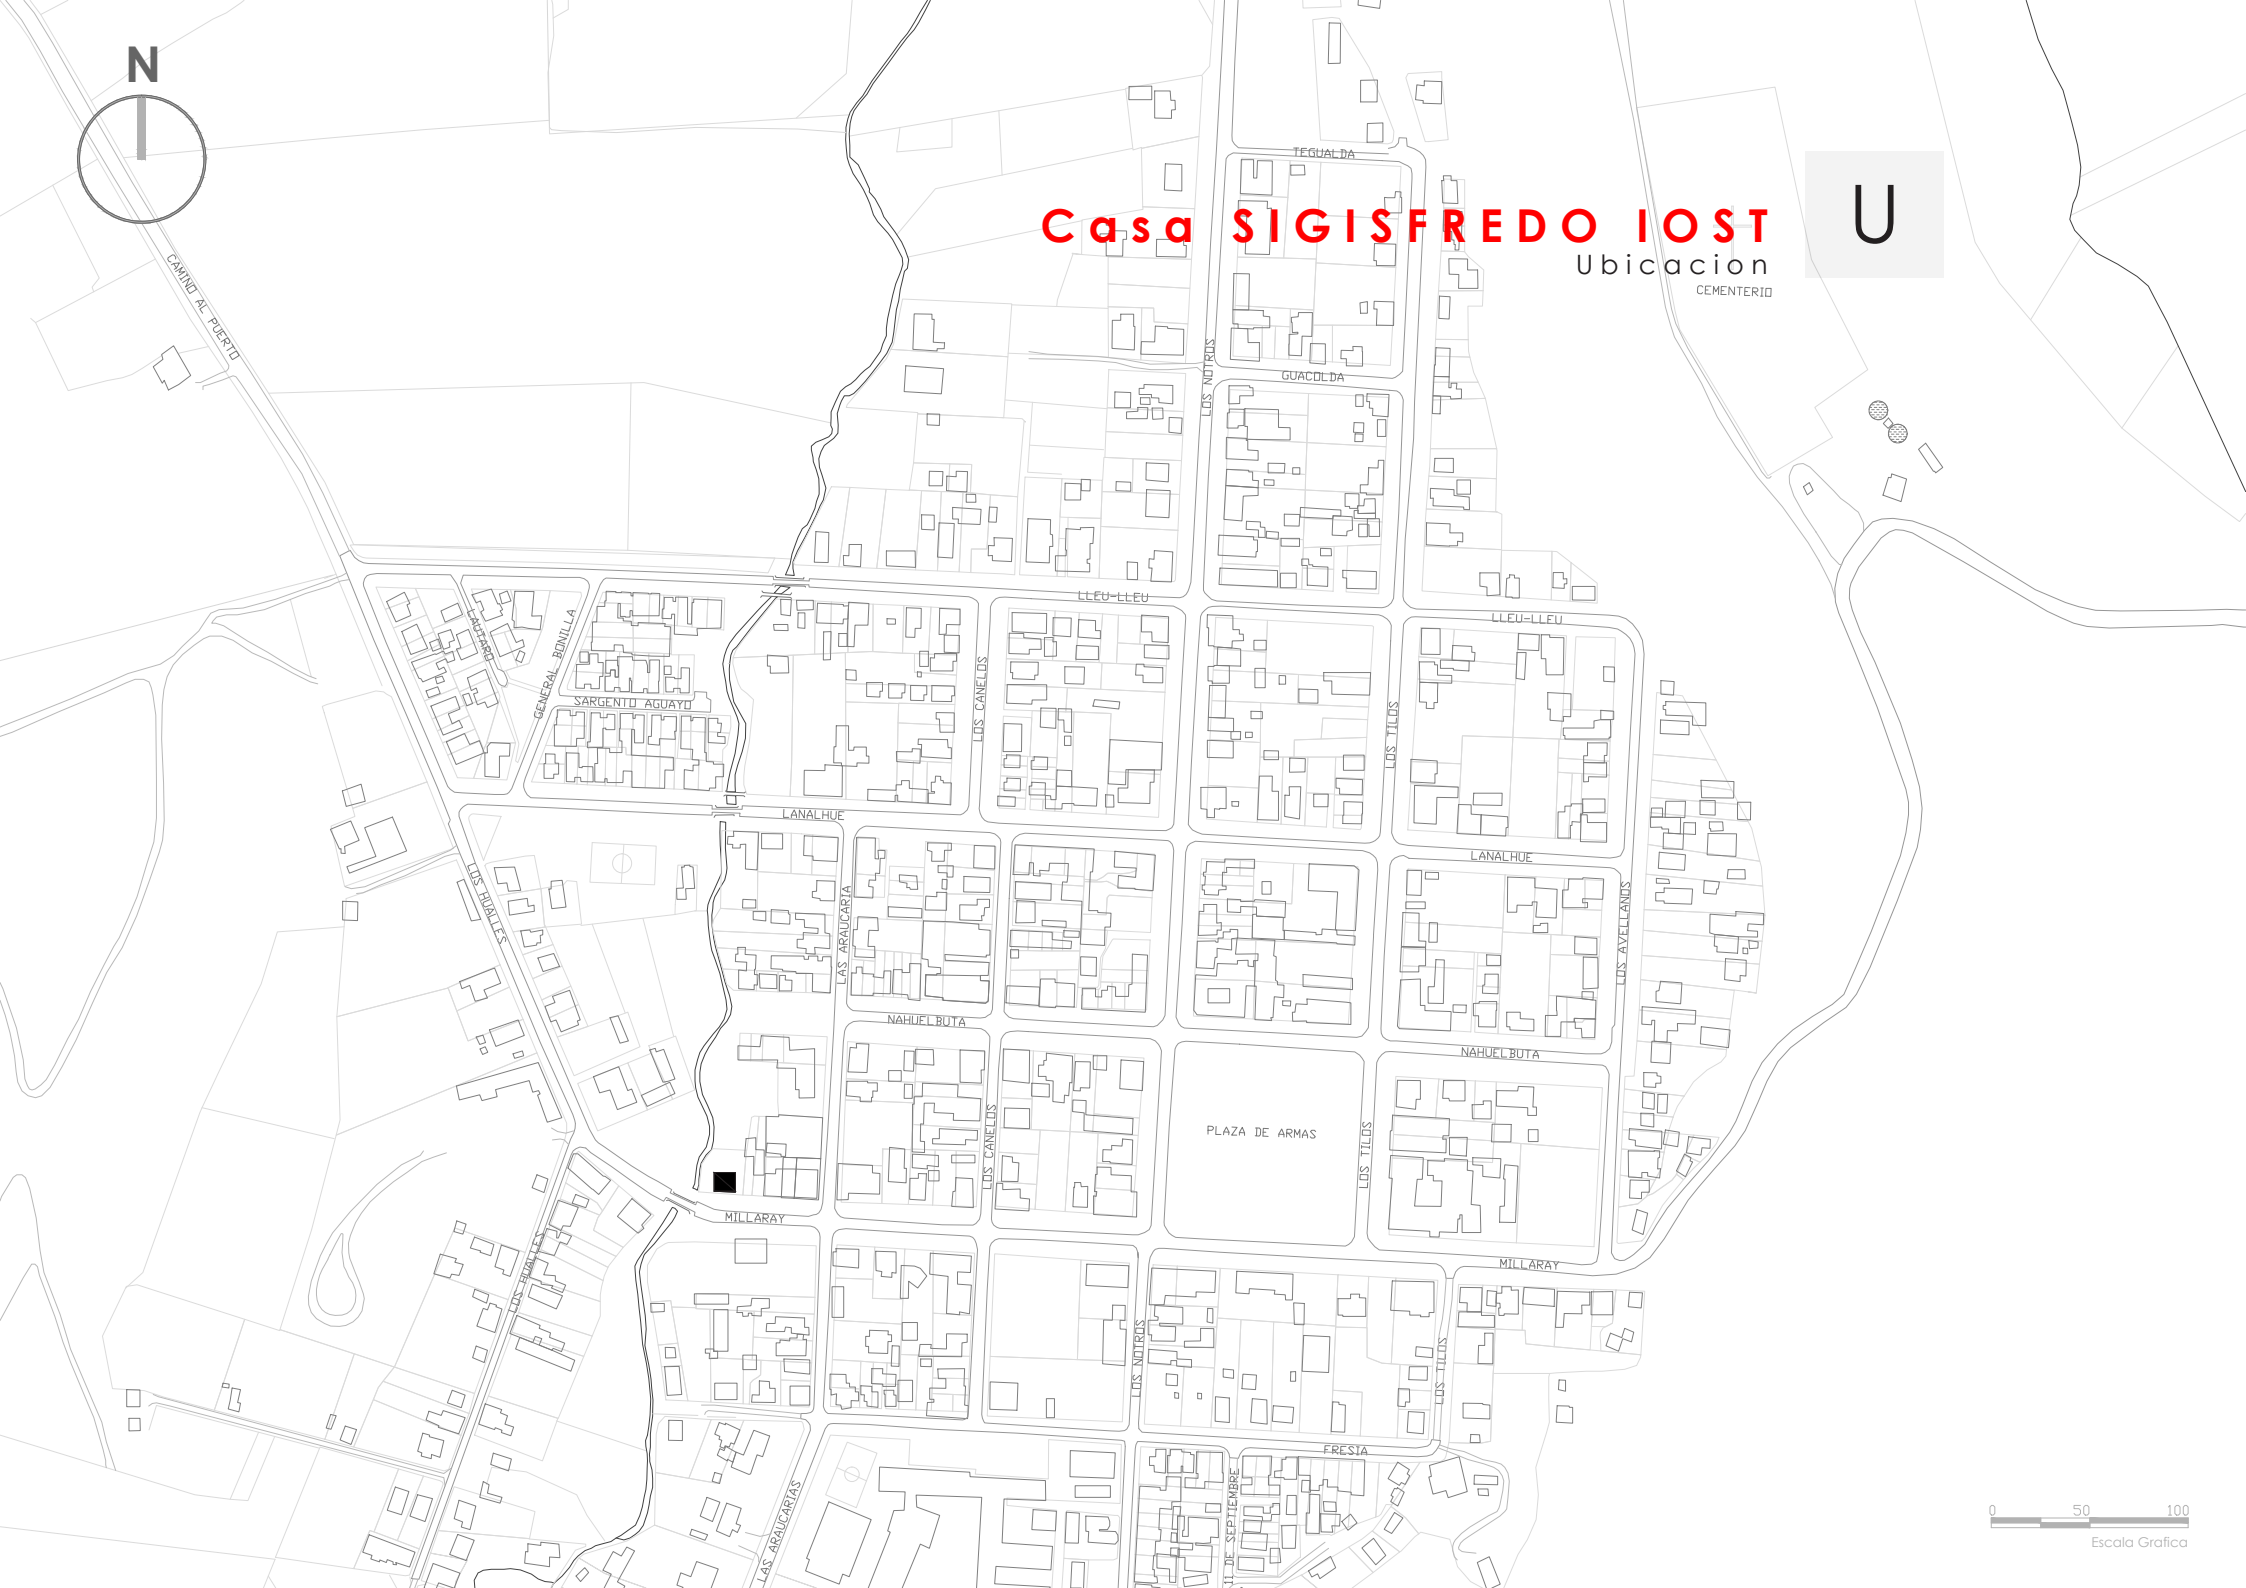 N
TEGUALDA
Casa SIGISFREDO IOST
U
Ubicacion
CEMENTERIO
CAMINO AL PUERTO
LOS NOTROS
GUACOLDA
LLEU-LLEU
LLEU-LLEU
LAUTARO
GENERAL BONILLA
SARGENTO AGUAYO
LOS CANELOS
LOS TILOS
LANALHUE
LANALHUE
LOS HUALLES
LAS ARAUCARIA
LOS AVELLANOS
NAHUELBUTA
NAHUELBUTA
LOS CANELOS
PLAZA DE ARMAS
LOS TILOS
MILLARAY
MILLARAY
LOS HUALLES
LOS NOTROS
LOS TILOS
FRESIA
LAS ARAUCARIAS
DE SEPTIEMBRE
0 50 100
Escala Grafica